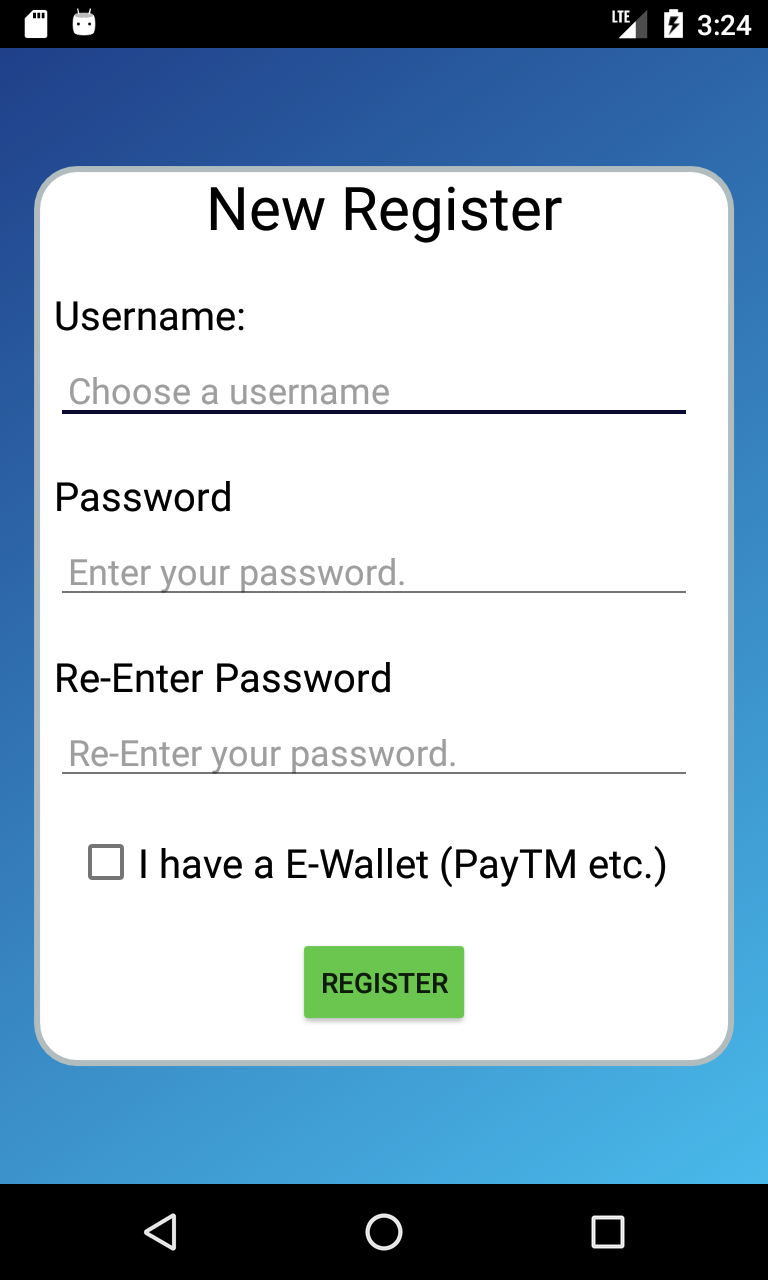 LTE 3:24
New Register
Username:
Choose a username
Password
Enter your password.
Re-Enter Password
Re-Enter your password.
I have a E-Wallet (PayTM etc.)
REGISTER